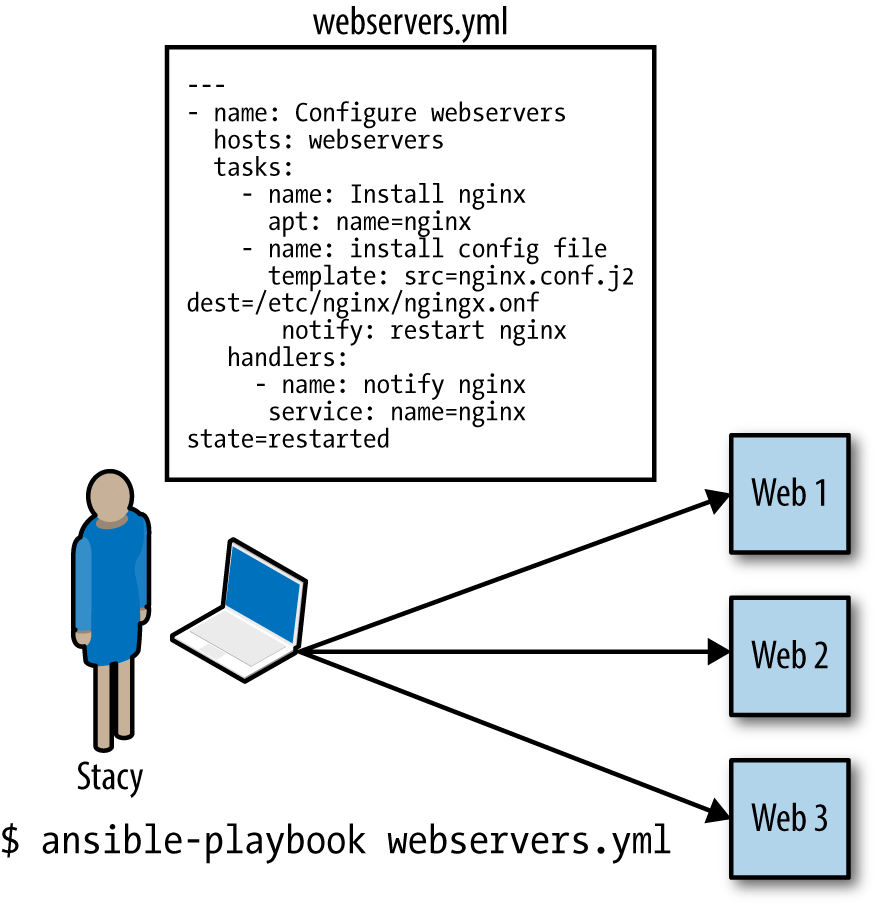 webservers.yml
---
- name: Configure webservers
  hosts: webservers
  tasks:
    - name: Install nginx
      apt: name=nginx
    - name: install config file
      template: src=nginx.conf.j2
dest=/etc/nginx/ngingx.onf
       notify: restart nginx
   handlers:
     - name: notify nginx
      service: name=nginx
state=restarted
Web 1
Web 2
Web 3
Stacy
$ ansible-playbook webservers.yml